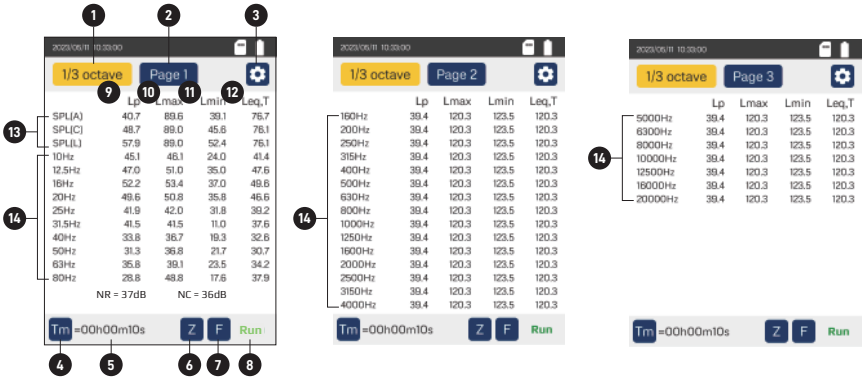 1 2 3
2023/05/11 10:33:00
1/3 octave Page 1
9 10 11 12
Lp Lmax Lmin Leq,T
13
SPL(A) 40.7 89.6 39.1 76.7
SPL(C) 48.7 89.0 45.6 76.1
SPL(L) 57.9 89.0 52.4 76.1
14
10Hz 45.1 46.1 24.0 41.4
12.5Hz 47.0 51.0 35.0 47.6
16Hz 52.2 53.4 37.0 49.6
20Hz 49.6 50.8 35.8 46.6
25Hz 41.9 42.0 31.8 39.2
31.5Hz 41.5 41.5 11.0 37.6
40Hz 33.8 36.7 19.3 32.6
50Hz 31.3 36.8 21.7 30.7
63Hz 35.8 39.1 23.5 34.2
80Hz 28.8 48.8 17.6 37.9
NR = 37dB NC = 36dB
Tm =00h00m10s Z F Run
4 5 6 7 8
2023/05/11 10:33:00
1/3 octave Page 2
Lp Lmax Lmin Leq,T
14
160Hz 39.4 120.3 123.5 120.3
200Hz 39.4 120.3 123.5 120.3
250Hz 39.4 120.3 123.5 120.3
315Hz 39.4 120.3 123.5 120.3
400Hz 39.4 120.3 123.5 120.3
500Hz 39.4 120.3 123.5 120.3
630Hz 39.4 120.3 123.5 120.3
800Hz 39.4 120.3 123.5 120.3
1000Hz 39.4 120.3 123.5 120.3
1250Hz 39.4 120.3 123.5 120.3
1600Hz 39.4 120.3 123.5 120.3
2000Hz 39.4 120.3 123.5 120.3
2500Hz 39.4 120.3 123.5 120.3
3150Hz 39.4 120.3 123.5 120.3
4000Hz 39.4 120.3 123.5 120.3
Tm =00h00m10s Z F Run
2023/05/11 10:33:00
1/3 octave Page 3
Lp Lmax Lmin Leq,T
14
5000Hz 39.4 120.3 123.5 120.3
6300Hz 39.4 120.3 123.5 120.3
8000Hz 39.4 120.3 123.5 120.3
10000Hz 39.4 120.3 123.5 120.3
12500Hz 39.4 120.3 123.5 120.3
16000Hz 39.4 120.3 123.5 120.3
20000Hz 39.4 120.3 123.5 120.3
Tm =00h00m10s Z F Run